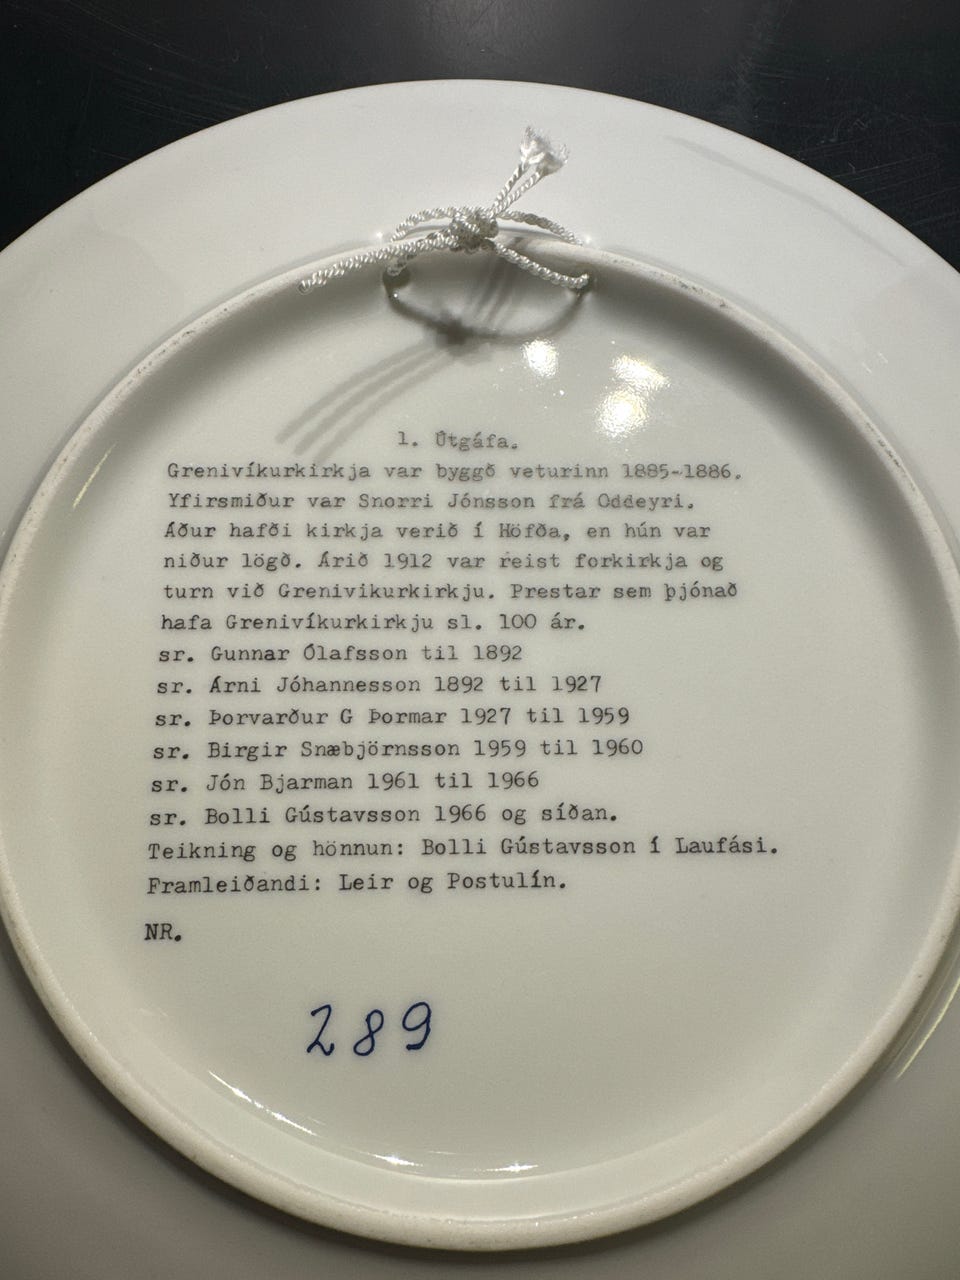 1. Útgáfa.
Grenivíkurkirkja var byggð veturinn 1885-1886.
Yfirsmiður var Snorri Jónsson frá Oddeyri.
Áður hafði kirkja verið í Höfða, en hún var
niður lögð. Árið 1912 var reist forkirkja og
turn við Grenivikurkirkju. Prestar sem þjónað
hafa Grenivíkurkirkju sl. 100 ár.
sr. Gunnar Ólafsson til 1892
sr. Árni Jóhannesson 1892 til 1927
sr. Þorvarður G Þormar 1927 til 1959
sr. Birgir Snæbjörnsson 1959 til 1960
sr. Jón Bjarman 1961 til 1966
sr. Bolli Gústavsson 1966 og síðan.
Teikning og hönnun: Bolli Gústavsson í Laufási.
Framleiðandi: Leir og Postulín.
NR.
289